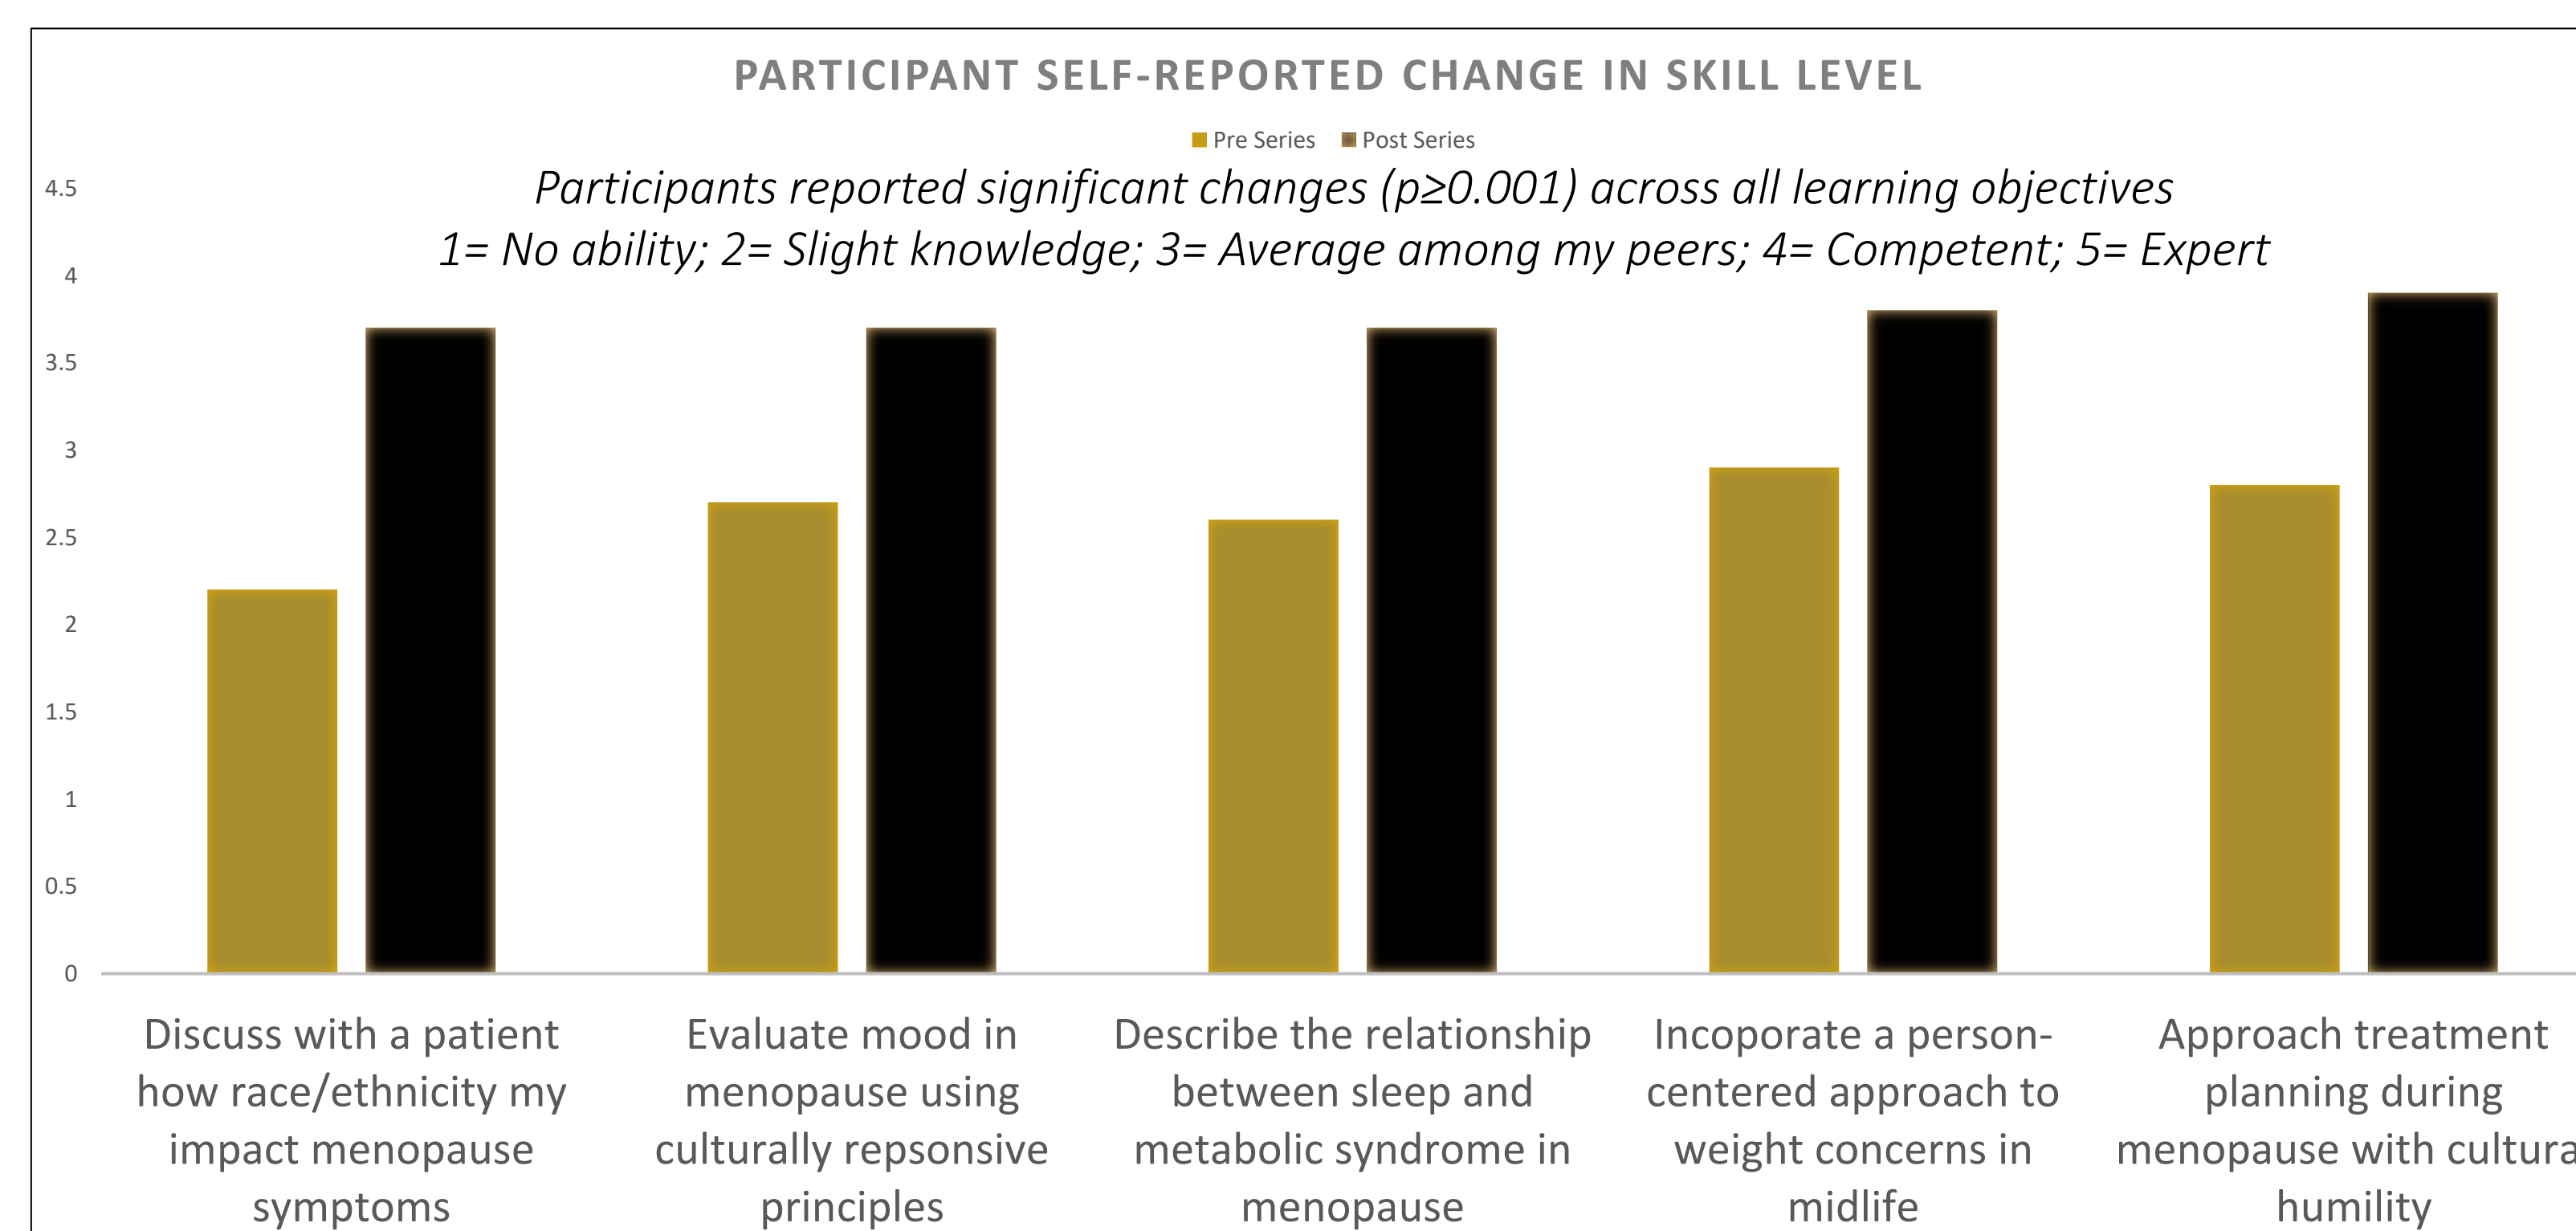 PARTICIPANT SELF-REPORTED CHANGE IN SKILL LEVEL
Pre Series Post Series
Participants reported significant changes (p≥0.001) across all learning objectives
1= No ability; 2= Slight knowledge; 3= Average among my peers; 4= Competent; 5= Expert
4.5
4
3.5
3
2.5
2
1.5
1
0.5
0
Discuss with a patient
how race/ethnicity my
impact menopause
symptoms
Evaluate mood in
menopause using
culturally repsonsive
principles
Describe the relationship
between sleep and
metabolic syndrome in
menopause
Incoporate a person-
centered approach to
weight concerns in
midlife
Approach treatment
planning during
menopause with cultura
humility